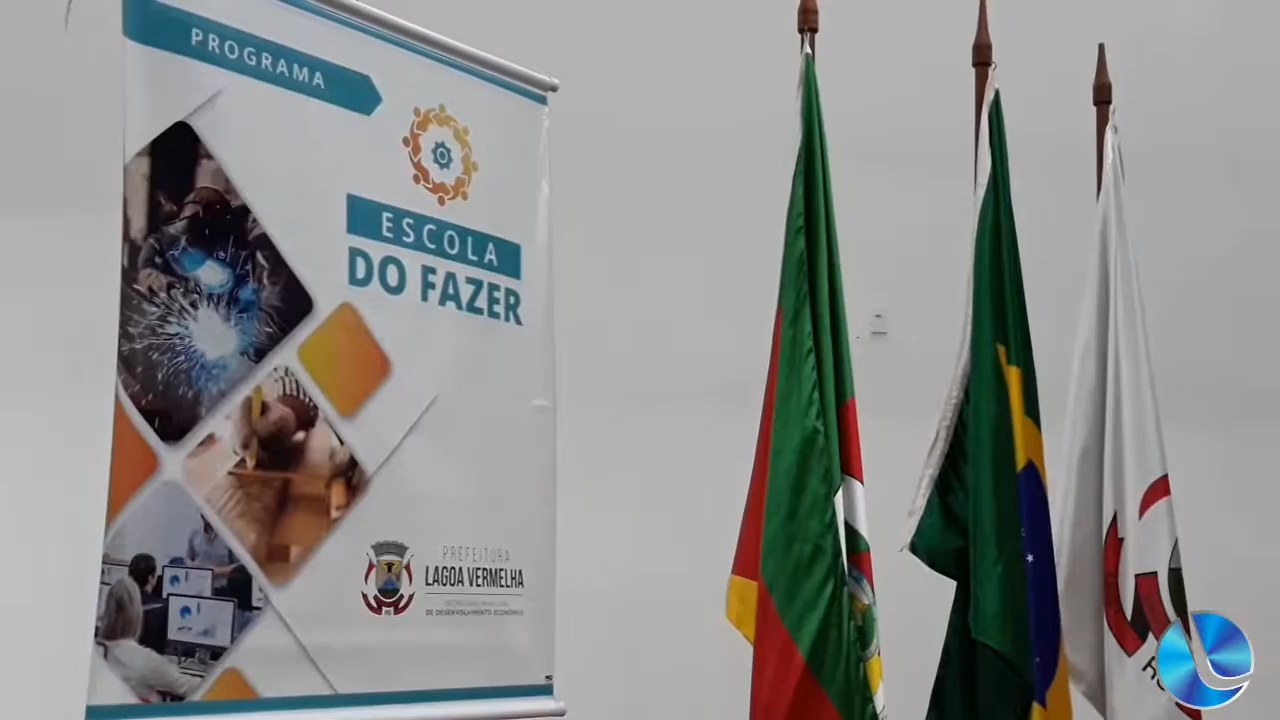 PROGRAMA
ESCOLA
DO FAZER
PREFEITURA
LAGOA VERMELHA
DE DESENVOLVIMENTO ECONÔMICO